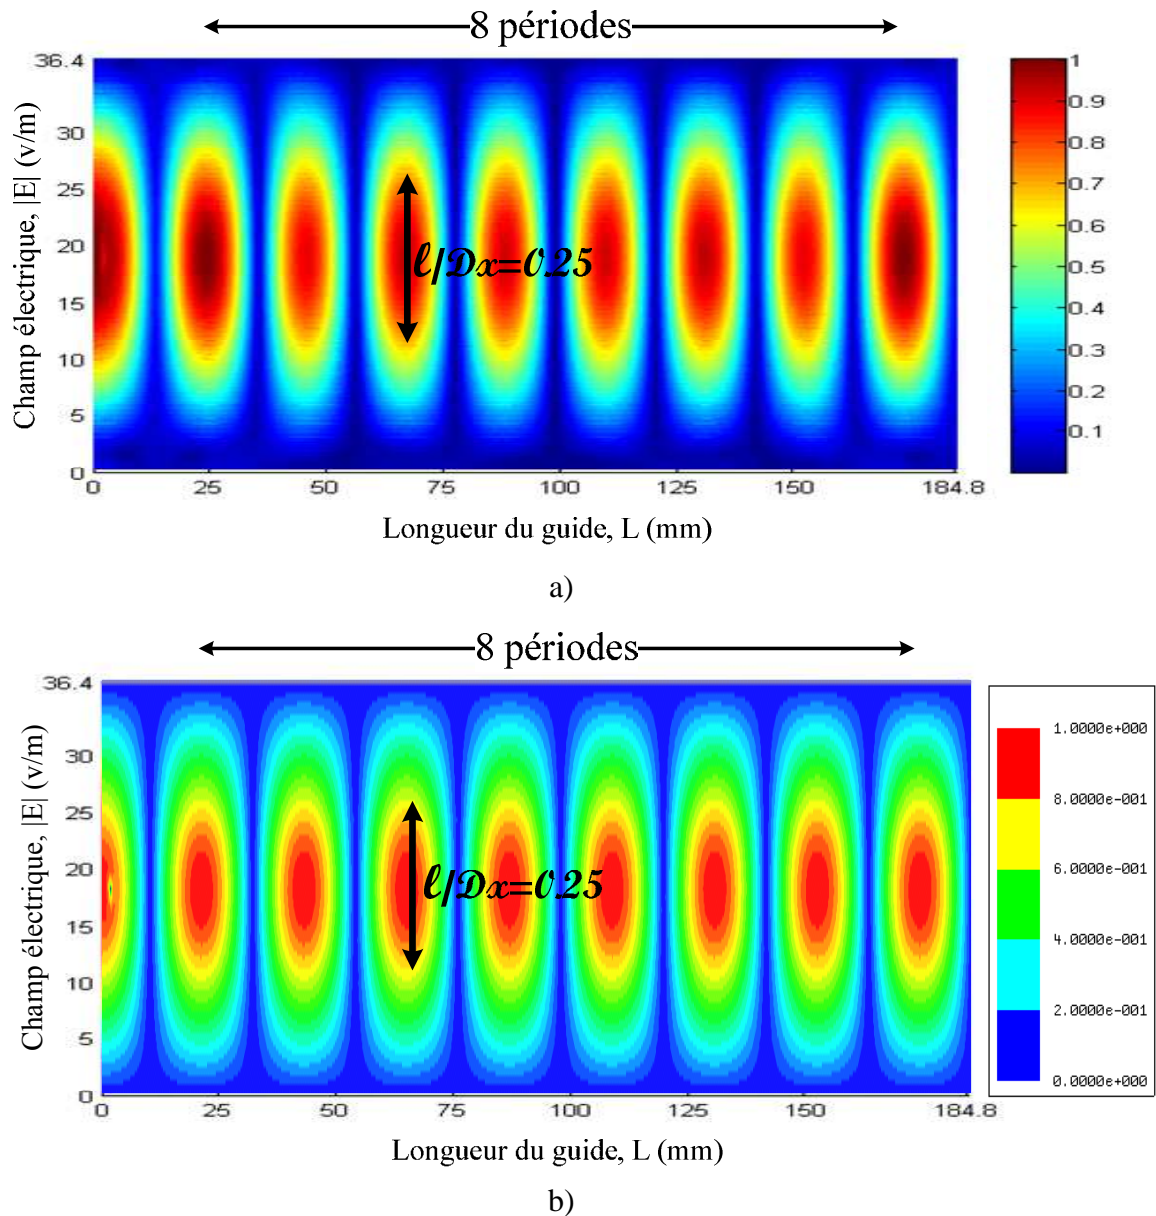 8 périodes
Champ électrique, |E| (v/m)
36.4
30
25
20
15
10
5
0
ℓ/Dx=0.25
0 25 50 75 100 125 150 184.8
Longueur du guide, L (mm)
1
0.9
0.8
0.7
0.6
0.5
0.4
0.3
0.2
0.1
a)
8 périodes
Champ électrique, |E| (v/m)
36.4
30
25
20
15
10
5
0
ℓ/Dx=0.25
0 25 50 75 100 125 150 184.8
Longueur du guide, L (mm)
1.0000e+000
8.0000e-001
6.0000e-001
4.0000e-001
2.0000e-001
0.0000e+000
b)